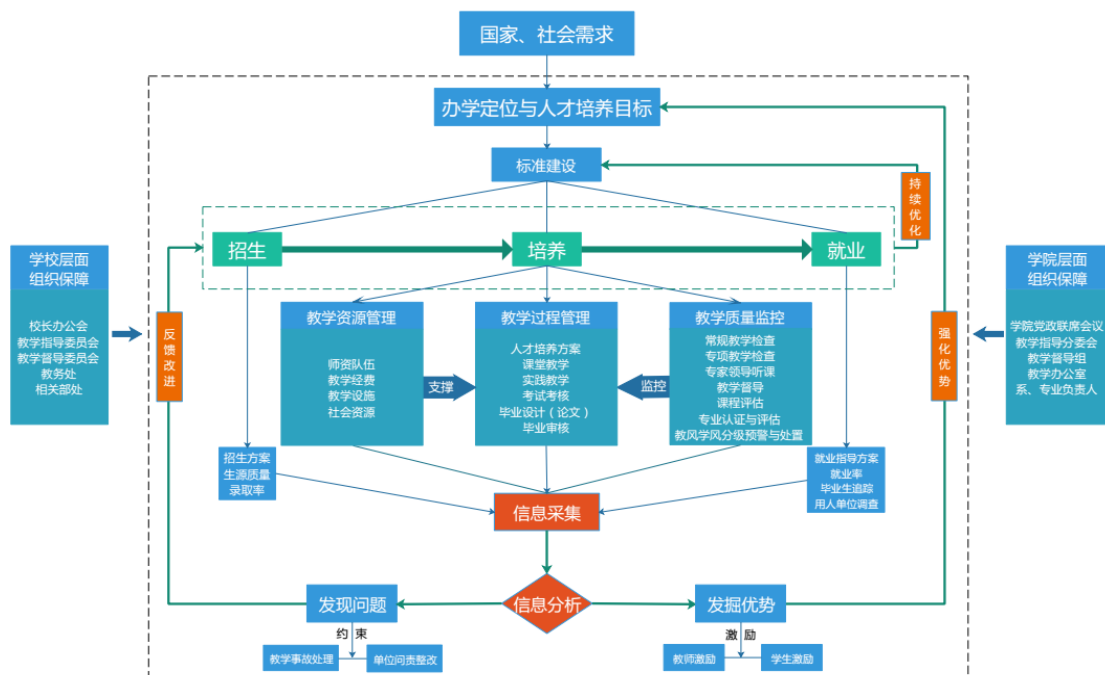 国家、社会需求
办学定位与人才培养目标
标准建设
持续优化
招生
培养
就业
学校层面
组织保障
校长办公会
教学指导委员会
教学督导委员会
教务处
相关部处
反馈改进
教学资源管理
师资队伍
教学经费
教学设施
社会资源
支撑
教学过程管理
人才培养方案
课堂教学
实践教学
考试考核
毕业设计（论文）
毕业审核
监控
教学质量监控
常规教学检查
专项教学检查
专家领导听课
教学督导
课程评估
专业认证与评估
教风学风分级预警与处置
强化优势
学院层面
组织保障
学院党政联席会议
教学指导分委会
教学督导组
教学办公室
系、专业负责人
招生方案
生源质量
录取率
就业指导方案
就业率
毕业生追踪
用人单位调查
信息采集
信息分析
发现问题
约 束
教学事故处理
单位问责整改
发掘优势
激 励
教师激励
学生激励